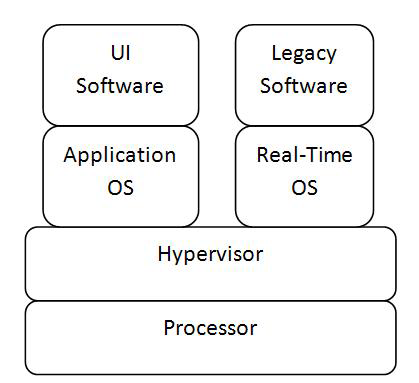 UI
Software
Legacy
Software
Application
OS
Real-Time
OS
Hypervisor
Processor